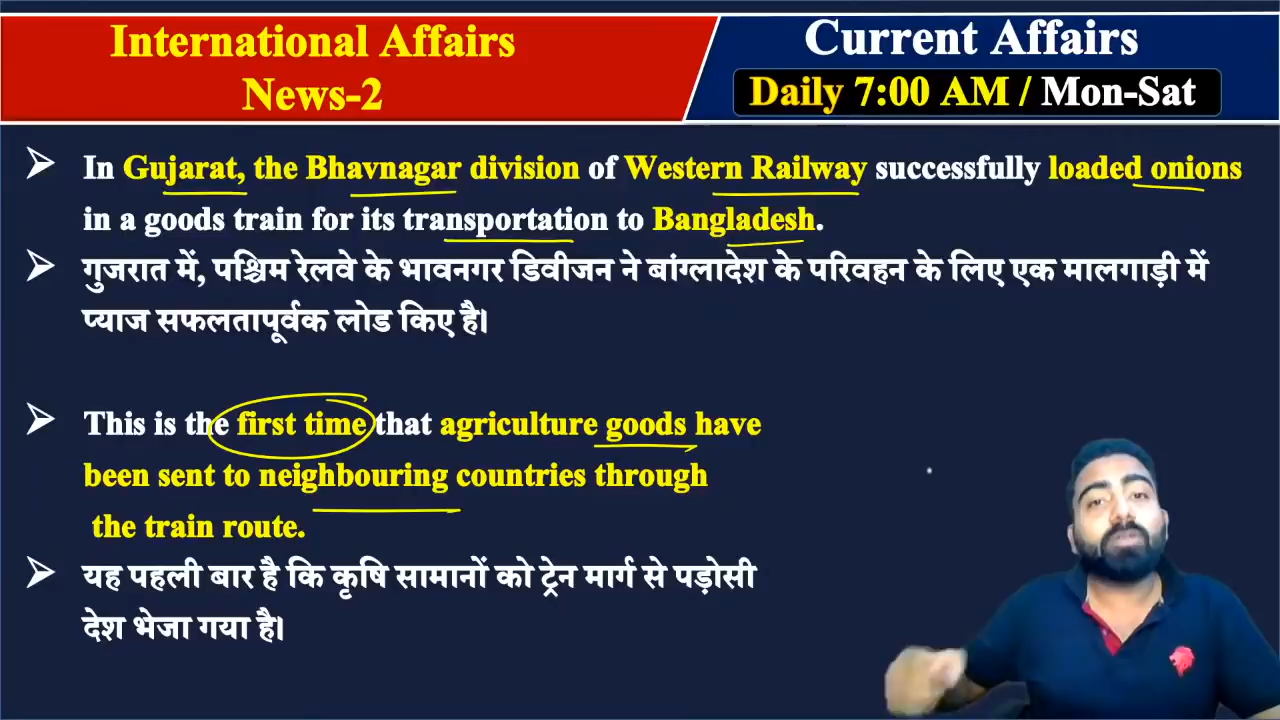 International Affairs
News-2
Current Affairs
Daily 7:00 AM / Mon-Sat
In Gujarat, the Bhavnagar division of Western Railway successfully loaded onions
in a goods train for its transportation to Bangladesh.
गुजरात में, पश्चिम रेलवे के भावनगर डिवीजन ने बांग्लादेश के परिवहन के लिए एक मालगाड़ी में
प्याज सफलतापूर्वक लोड किए है।
This is the first time that agriculture goods have
been sent to neighbouring countries through
the train route.
यह पहली बार है कि कृषि सामानों को ट्रेन मार्ग से पड़ोसी
देश भेजा गया है।